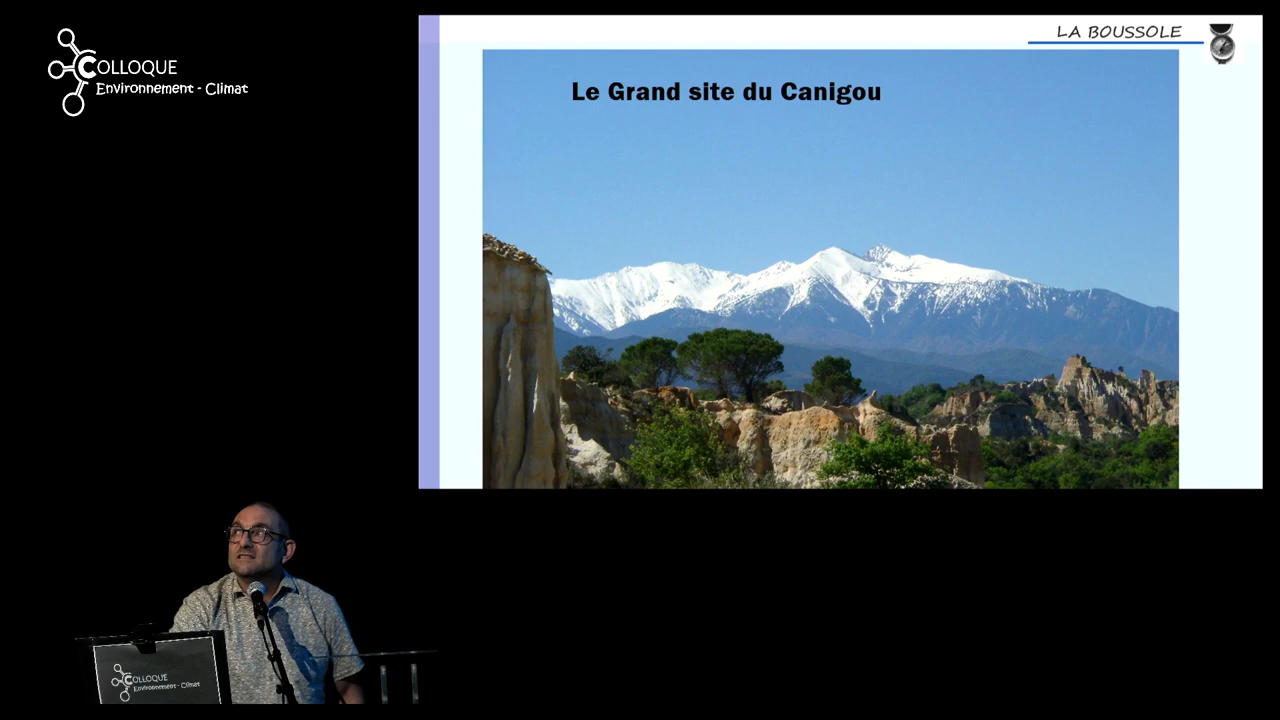 COLLOQUE
Environnement - Climat
LA BOUSSOLE
Le Grand site du Canigou
COLLOQUE
Environnement - Climat